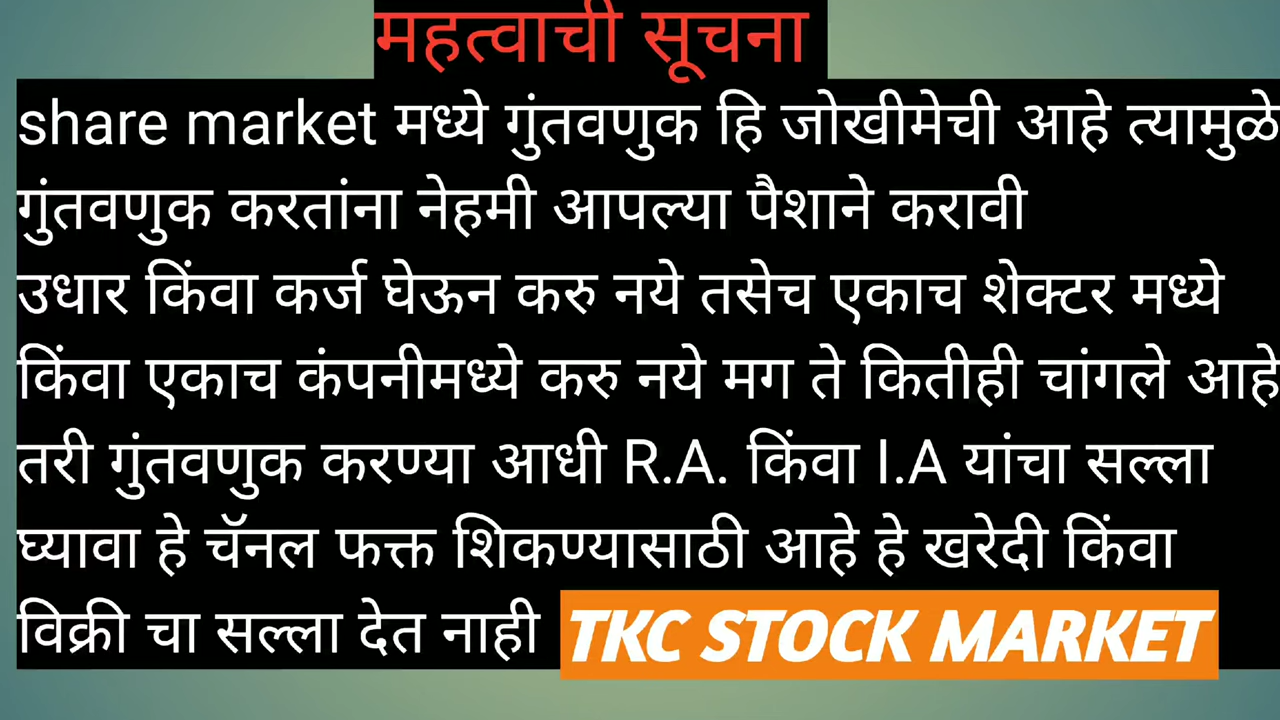 महत्वाची सूचना
share market मध्ये गुंतवणुक हि जोखीमेची आहे त्यामुळे
गुंतवणुक करतांना नेहमी आपल्या पैशाने करावी
उधार किंवा कर्ज घेऊन करु नये तसेच एकाच शेक्टर मध्ये
किंवा एकाच कंपनीमध्ये करु नये मग ते कितीही चांगले आहे
तरी गुंतवणुक करण्या आधी R.A. किंवा I.A यांचा सल्ला
घ्यावा हे चॅनल फक्त शिकण्यासाठी आहे हे खरेदी किंवा
विक्री चा सल्ला देत नाही TKC STOCK MARKET